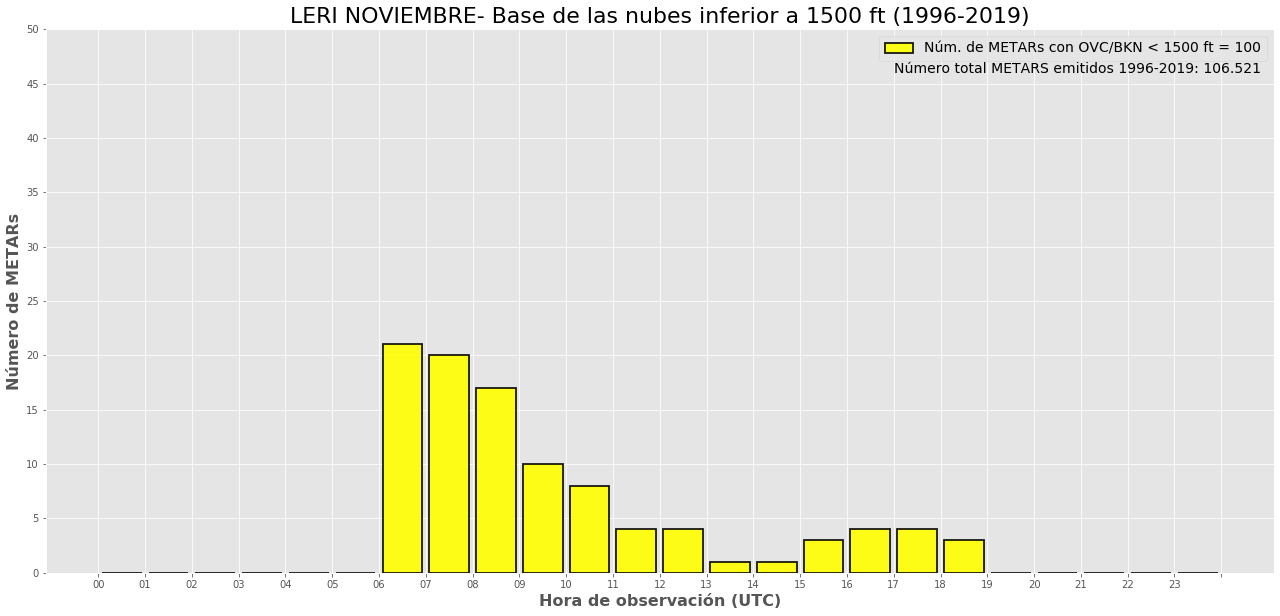 LERI NOVIEMBRE- Base de las nubes inferior a 1500 ft (1996-2019)
Núm. de METARs con OVC/BKN < 1500 ft = 100
Número total METARS emitidos 1996-2019: 106.521
Número de METARs
50
45
40
35
30
25
20
15
10
5
0
00 01 02 03 04 05 06 07 08 09 10 11 12 13 14 15 16 17 18 19 20 21 22 23
Hora de observación (UTC)